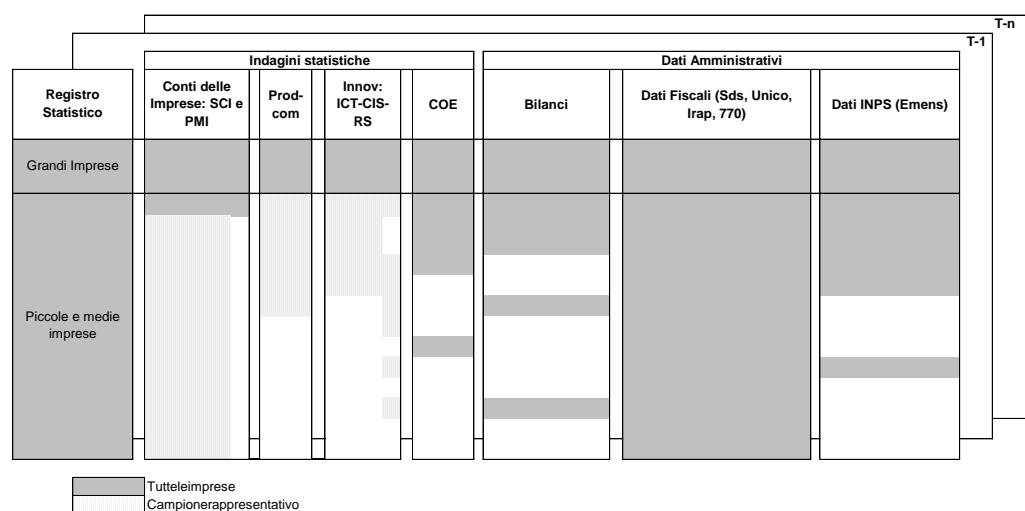 T-n
T-1
Indagini statistiche
Dati Amministrativi
Registro
Statistico
Conti delle
Imprese: SCI e
PMI
Prod-
com
Innov:
ICT-CIS-
RS
COE
Bilanci
Dati Fiscali (Sds, Unico,
Irap, 770)
Dati INPS (Emens)
Grandi Imprese
Piccole e medie
imprese
Tutteleimprese
Campionerappresentativo